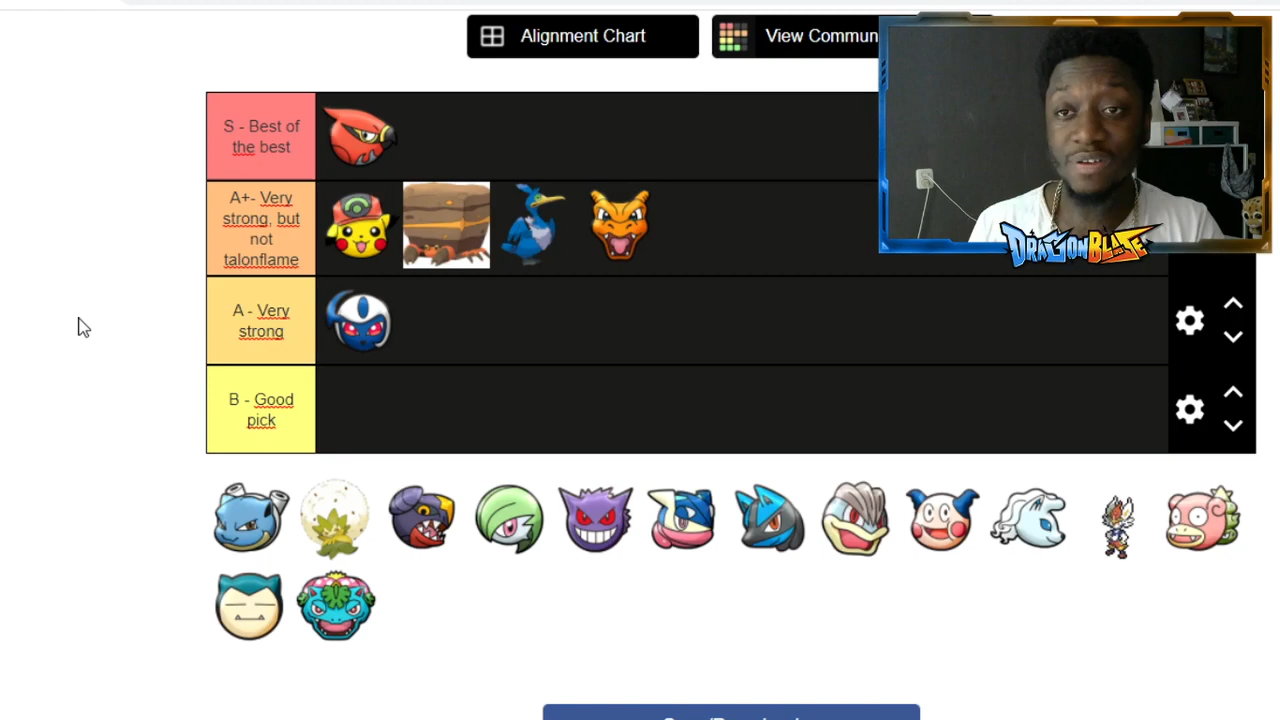 Alignment Chart
View Commun
S - Best of
the best
A+- Very
strong, but
not
talonflame
A - Very
strong
B - Good
pick
DRAGONBLAZE